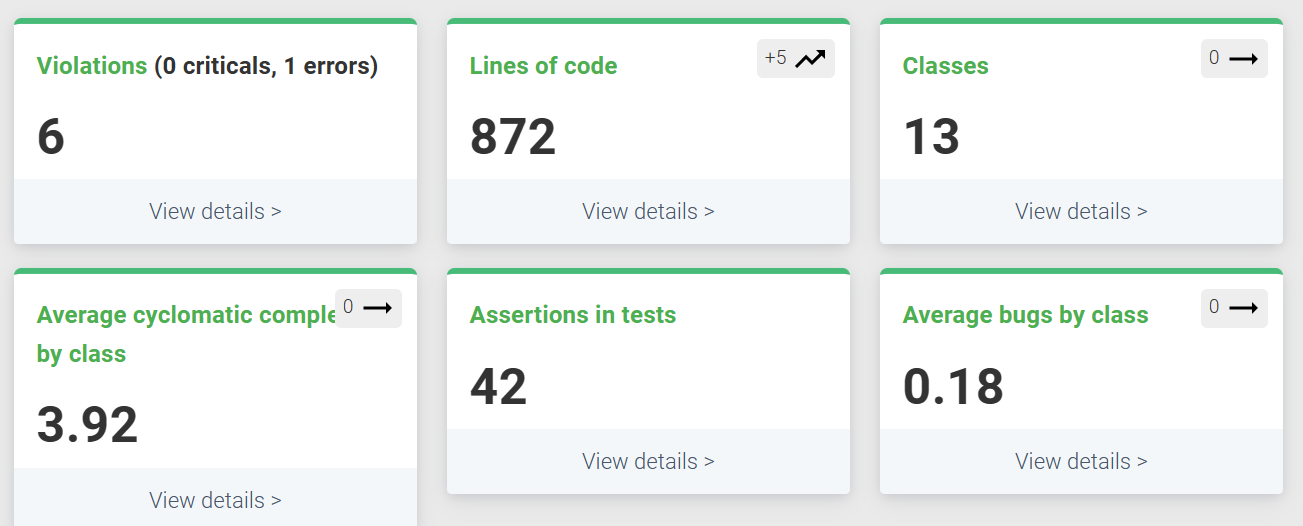 Violations (0 criticals, 1 errors)
6
View details >
Lines of code
+5
872
View details >
Classes
0
13
View details >
Average cyclomatic comple
0
by class
3.92
View details >
Assertions in tests
42
View details >
Average bugs by class
0
0.18
View details >